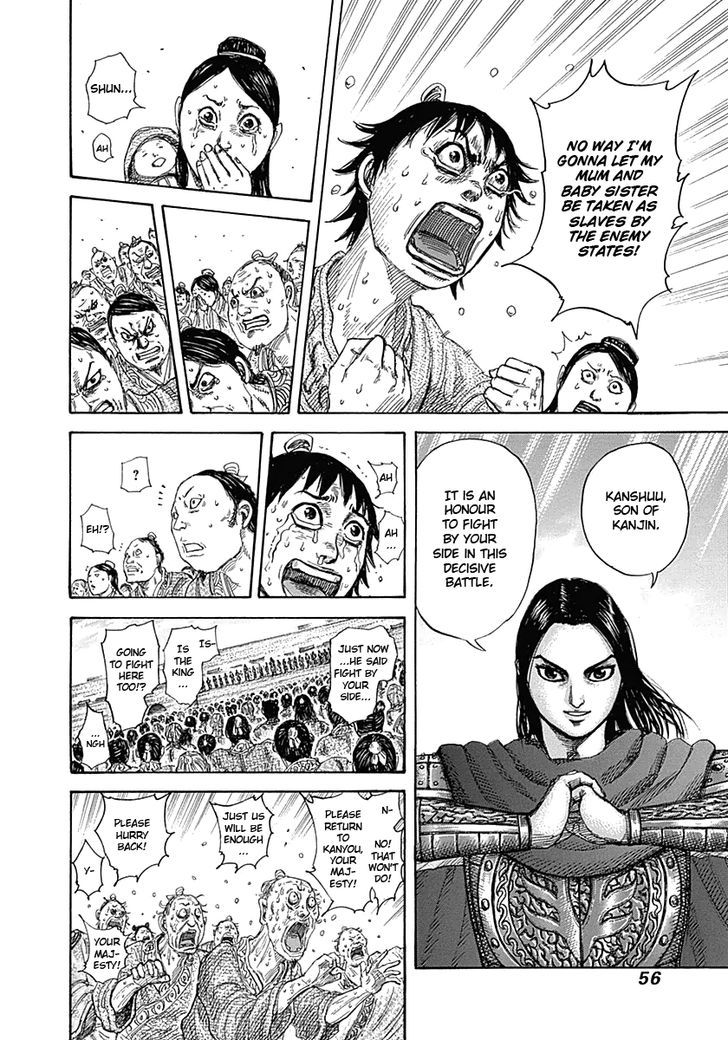 NO WAY I'M
GONNA LET MY
MUM AND
BABY SISTER
BE TAKEN AS
SLAVES BY
THE ENEMY
STATES!
SHUN...
AH
KANSHUU,
SON OF
KANJIN.
IT IS AN
HONOUR
TO FIGHT
BY YOUR
SIDE IN THIS
DECISIVE
BATTLE.
AH
AH
...
?
EH!?
JUST NOW
...HE SAID
FIGHT BY
YOUR
SIDE...
IS-
IS
THE KING
...
GOING
TO FIGHT
HERE
TOO!?
...
NGH
N-
NO!
THAT
WON'T
DO!
PLEASE
RETURN
TO
KANYOU,
YOUR
MAJ-
ESTY!
JUST US
WILL BE
ENOUGH
...
PLEASE
HURRY
BACK!
Y-
YOUR
MAJ-
ESTY!
56